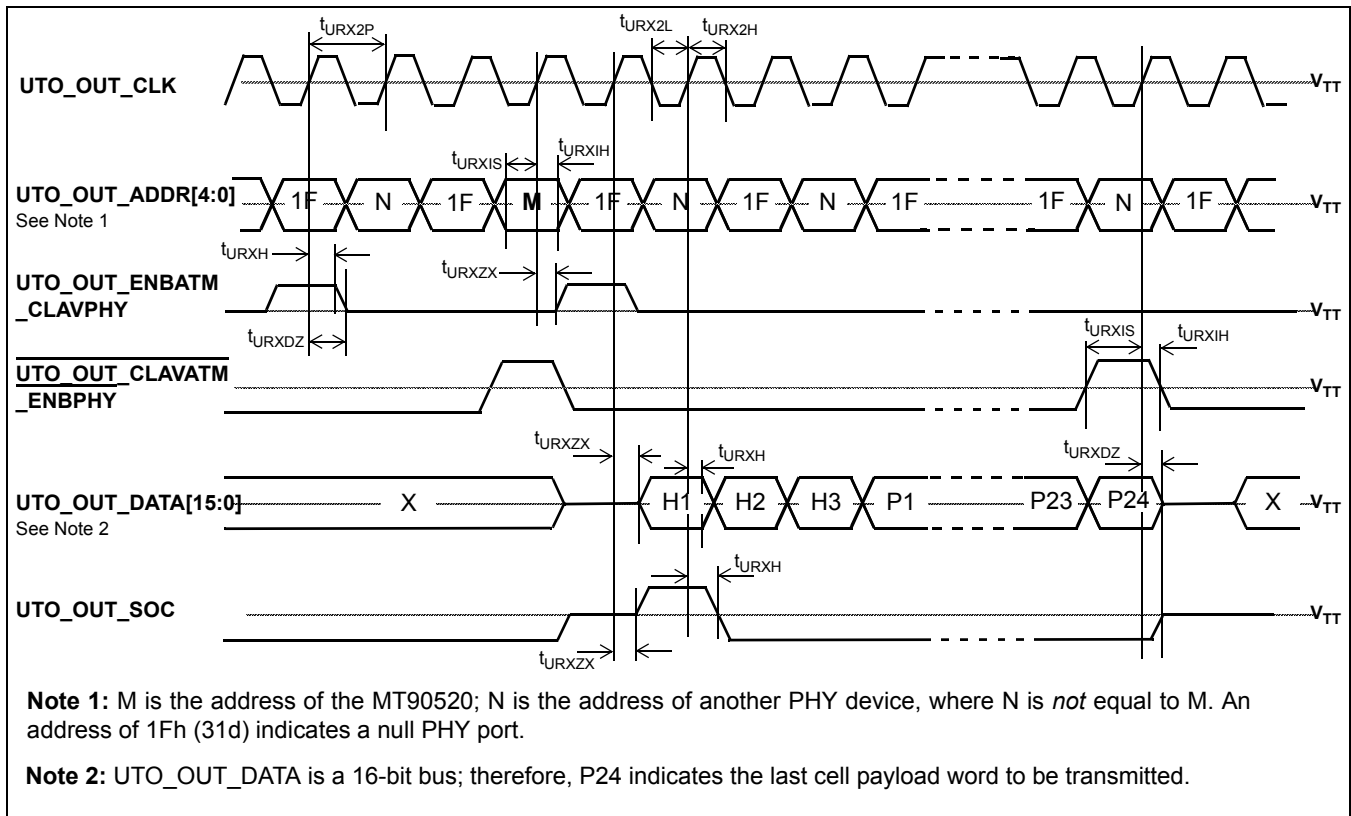 tURX2P tURX2L tURX2H
UTO_OUT_CLK VTT
tURXIS tURXIH
UTO_OUT_ADDR[4:0] 1F N 1F M 1F N 1F N 1F 1F N 1F VTT
See Note 1
tURXH tURXZX
UTO_OUT_ENBATM
_CLAVPHY VTT
tURXDZ tURXIS tURXIH
UTO_OUT_CLAVATM
_ENBPHY VTT
tURXZX tURXH tURXDZ
UTO_OUT_DATA[15:0] X H1 H2 H3 P1 P23 P24 X VTT
See Note 2
tURXH
UTO_OUT_SOC VTT
tURXZX
Note 1: M is the address of the MT90520; N is the address of another PHY device, where N is not equal to M. An
address of 1Fh (31d) indicates a null PHY port.
Note 2: UTO_OUT_DATA is a 16-bit bus; therefore, P24 indicates the last cell payload word to be transmitted.